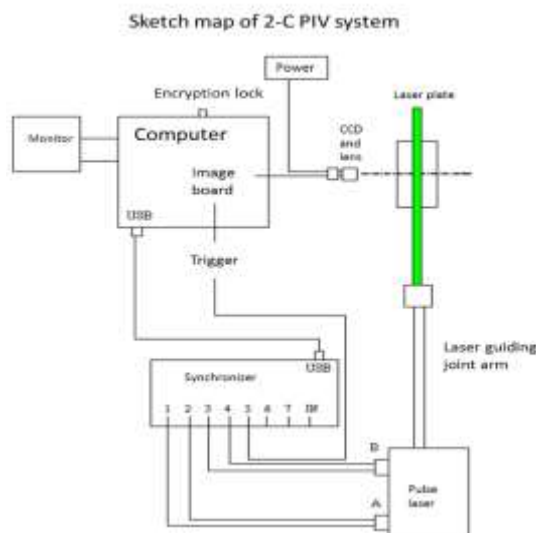 Sketch map of 2-C PIV system
Power
Encryption lock
Laser plate
Monitor
Computer
CCD
and
lens
Image
board
USB
Trigger
USB
Synchronizer
Laser guiding
joint arm
1 2 3 4 5 6 7
B
A
Pulse
laser